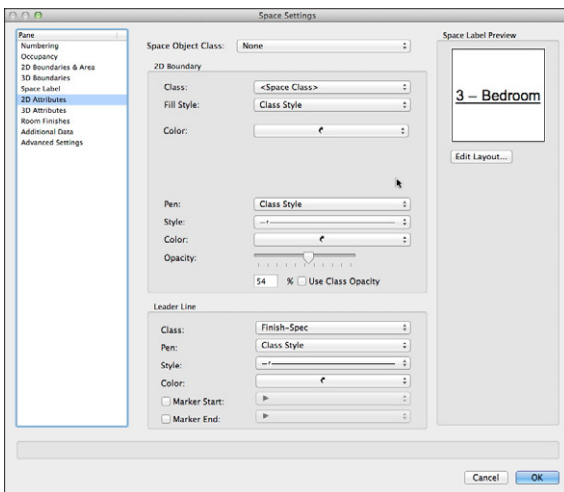 Space Settings
Pane
Numbering
Occupancy
2D Boundaries & Area
3D Boundaries
Space Label
2D Attributes
3D Attributes
Room Finishes
Additional Data
Advanced Settings
Space Object Class: None
2D Boundary
Class: <Space Class>
Fill Style: Class Style
Color:
Pen: Class Style
Style:
Color:
Opacity:
54 % Use Class Opacity
Leader Line
Class: Finish-Spec
Pen: Class Style
Style:
Color:
Marker Start:
Marker End:
Space Label Preview
3 – Bedroom
Edit Layout...
Cancel OK